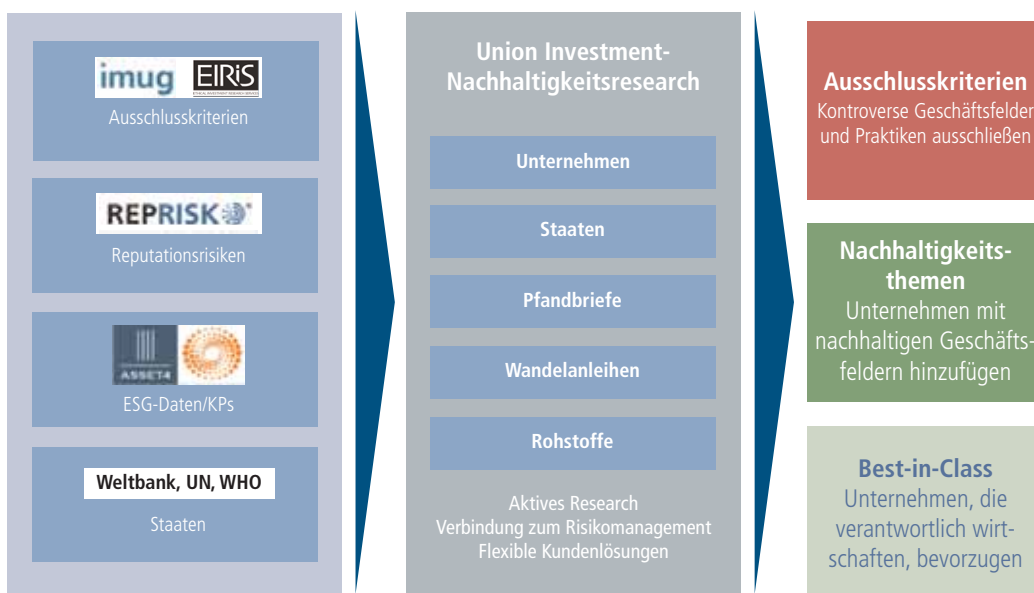 imug EIRiS
Ausschlusskriterien
REPRISK
Reputationsrisiken
ASSET4
ESG-Daten/KPs
Weltbank, UN, WHO
Staaten
Union Investment-
Nachhaltigkeitsresearch
Unternehmen
Staaten
Pfandbriefe
Wandelanleihen
Rohstoffe
Aktives Research
Verbindung zum Risikomanagement
Flexible Kundenlösungen
Ausschlusskriterien
Kontroverse Geschäftsfelder
und Praktiken ausschließen
Nachhaltigkeits-
themen
Unternehmen mit
nachhaltigen Geschäfts-
feldern hinzufügen
Best-in-Class
Unternehmen, die
verantwortlich wirt-
schaften, bevorzugen